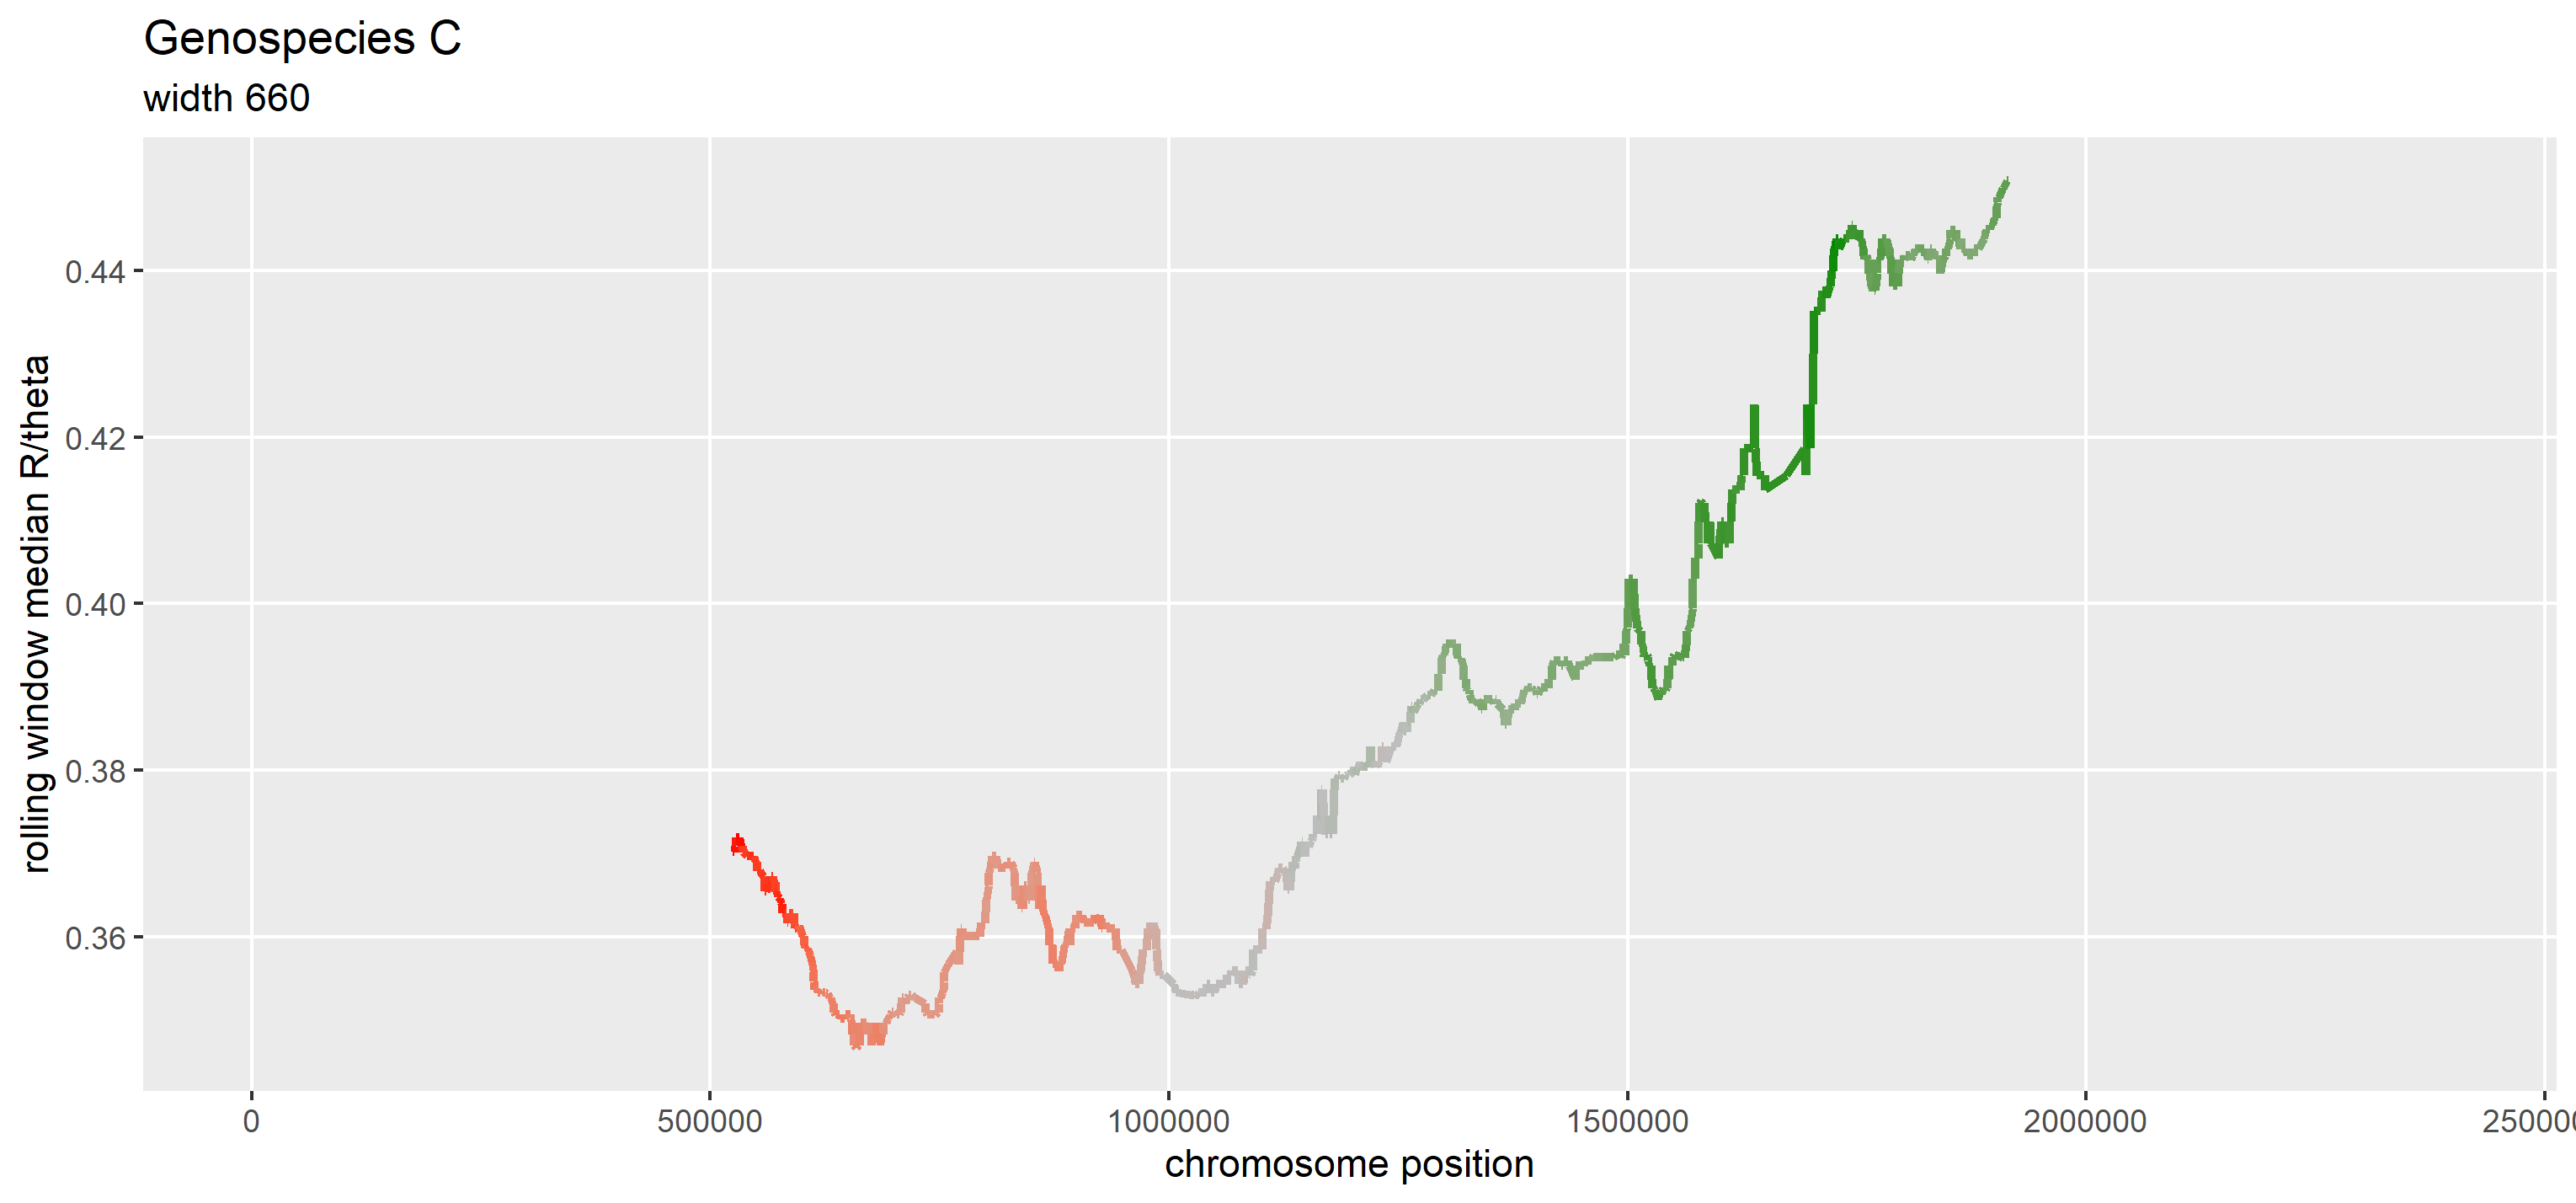 Genospecies C
width 660
rolling window median R/theta
0.44
0.42
0.40
0.38
0.36
0
500000
1000000
1500000
2000000
chromosome position